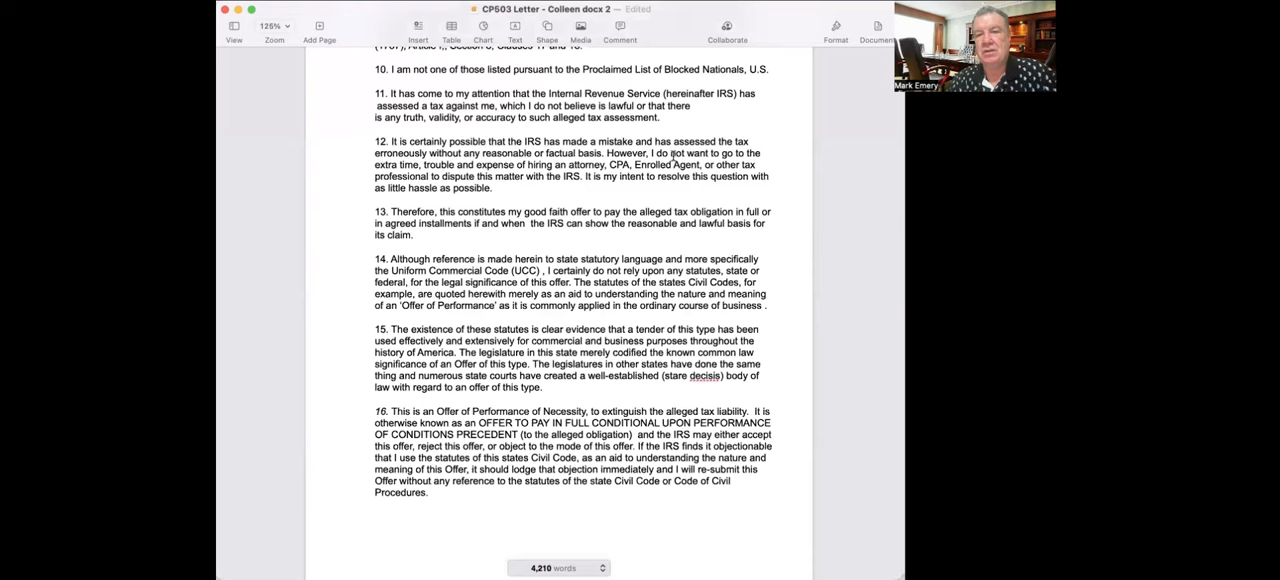 CP503 Letter - Colleen docx 2 — Edited
125%
View
Zoom
Add Page
Insert
Table
Chart
Text
Shape
Media
Comment
Collaborate
Format
Document
Mark Emery
10. I am not one of those listed pursuant to the Proclaimed List of Blocked Nationals, U.S.
11. It has come to my attention that the Internal Revenue Service (hereinafter IRS) has
assessed a tax against me, which I do not believe is lawful or that there
is any truth, validity, or accuracy to such alleged tax assessment.
12. It is certainly possible that the IRS has made a mistake and has assessed the tax
erroneously without any reasonable or factual basis. However, I do not want to go to the
extra time, trouble and expense of hiring an attorney, CPA, Enrolled Agent, or other tax
professional to dispute this matter with the IRS. It is my intent to resolve this question with
as little hassle as possible.
13. Therefore, this constitutes my good faith offer to pay the alleged tax obligation in full or
in agreed installments if and when the IRS can show the reasonable and lawful basis for
its claim.
14. Although reference is made herein to state statutory language and more specifically
the Uniform Commercial Code (UCC) , I certainly do not rely upon any statutes, state or
federal, for the legal significance of this offer. The statutes of the states Civil Codes, for
example, are quoted herewith merely as an aid to understanding the nature and meaning
of an ‘Offer of Performance’ as it is commonly applied in the ordinary course of business .
15. The existence of these statutes is clear evidence that a tender of this type has been
used effectively and extensively for commercial and business purposes throughout the
history of America. The legislature in this state merely codified the known common law
significance of an Offer of this type. The legislatures in other states have done the same
thing and numerous state courts have created a well-established (stare decisis) body of
law with regard to an offer of this type.
16. This is an Offer of Performance of Necessity, to extinguish the alleged tax liability. It is
otherwise known as an OFFER TO PAY IN FULL CONDITIONAL UPON PERFORMANCE
OF CONDITIONS PRECEDENT (to the alleged obligation) and the IRS may either accept
this offer, reject this offer, or object to the mode of this offer. If the IRS finds it objectionable
that I use the statutes of this states Civil Code, as an aid to understanding the nature and
meaning of this Offer, it should lodge that objection immediately and I will re-submit this
Offer without any reference to the statutes of the state Civil Code or Code of Civil
Procedures.
4,210 words